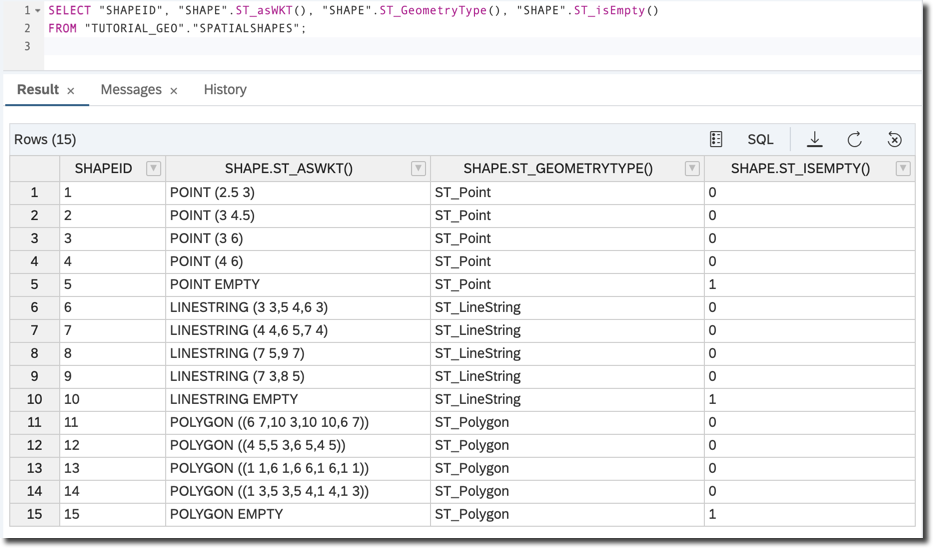 1 SELECT "SHAPEID", "SHAPE".ST_asWKT(), "SHAPE".ST_GeometryType(), "SHAPE".ST_isEmpty()
2 FROM "TUTORIAL_GEO"."SPATIALSHAPES";
3
Result × Messages × History
Rows (15) SQL
SHAPEID SHAPE.ST_ASWKT() SHAPE.ST_GEOMETRYTYPE() SHAPE.ST_ISEMPTY()
1 1 POINT (2.5 3) ST_Point 0
2 2 POINT (3 4.5) ST_Point 0
3 3 POINT (3 6) ST_Point 0
4 4 POINT (4 6) ST_Point 0
5 5 POINT EMPTY ST_Point 1
6 6 LINESTRING (3 3,5 4,6 3) ST_LineString 0
7 7 LINESTRING (4 4,6 5,7 4) ST_LineString 0
8 8 LINESTRING (7 5,9 7) ST_LineString 0
9 9 LINESTRING (7 3,8 5) ST_LineString 0
10 10 LINESTRING EMPTY ST_LineString 1
11 11 POLYGON ((6 7,10 3,10 10,6 7)) ST_Polygon 0
12 12 POLYGON ((4 5,5 3,6 5,4 5)) ST_Polygon 0
13 13 POLYGON ((1 1,6 1,6 6,1 6,1 1)) ST_Polygon 0
14 14 POLYGON ((1 3,5 3,5 4,1 4,1 3)) ST_Polygon 0
15 15 POLYGON EMPTY ST_Polygon 1